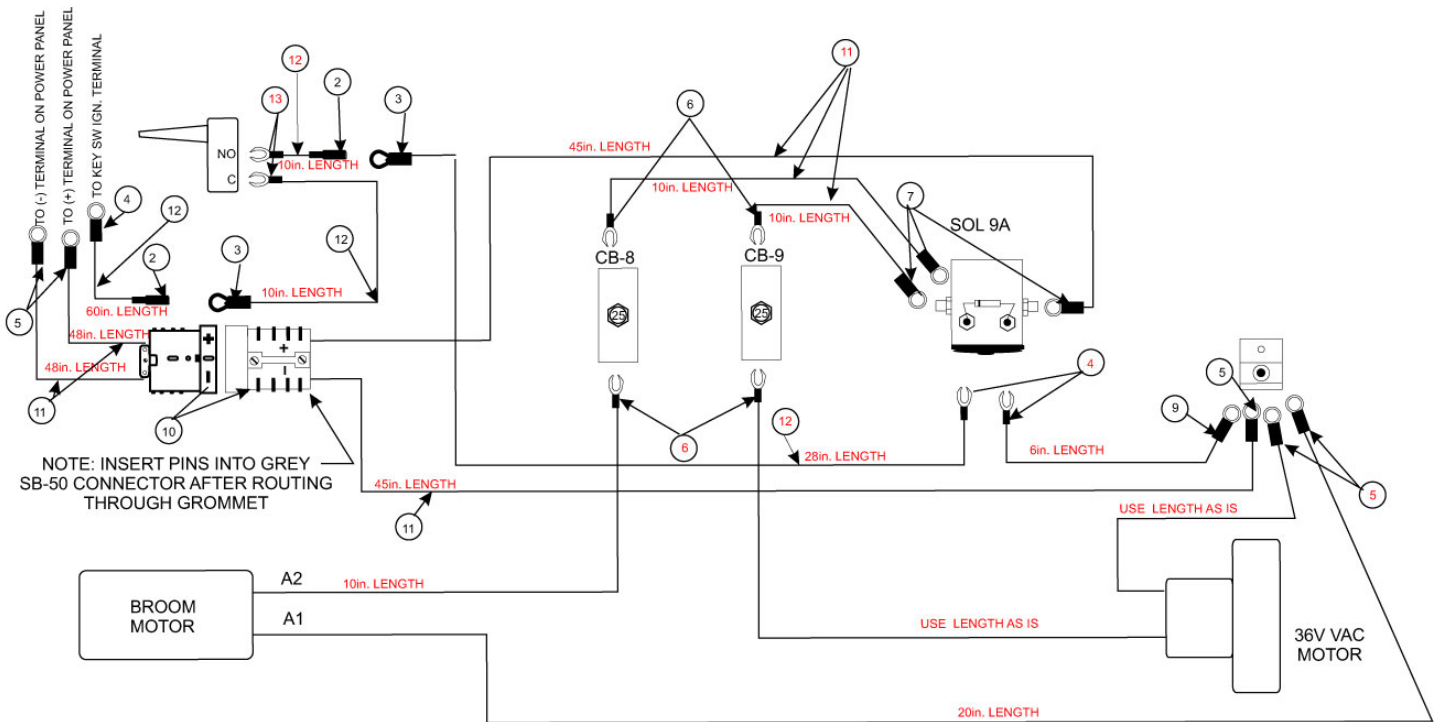 TO (-) TERMINAL ON POWER PANEL
TO (+) TERMINAL ON POWER PANEL
TO KEY SW IGN. TERMINAL
12
2
13
3
11
6
NO
C
10in. LENGTH
45in. LENGTH
10in. LENGTH
10in. LENGTH
7
SOL 9A
4
12
2
3
12
CB-8
CB-9
5
60in. LENGTH
10in. LENGTH
25
25
48in. LENGTH
48in. LENGTH
+
-
+
-
11
10
6
12
4
9
5
NOTE: INSERT PINS INTO GREY
SB-50 CONNECTOR AFTER ROUTING
THROUGH GROMMET
28in. LENGTH
6in. LENGTH
45in. LENGTH
11
5
USE LENGTH AS IS
A2
10in. LENGTH
BROOM
MOTOR
A1
USE LENGTH AS IS
36V VAC
MOTOR
20in. LENGTH